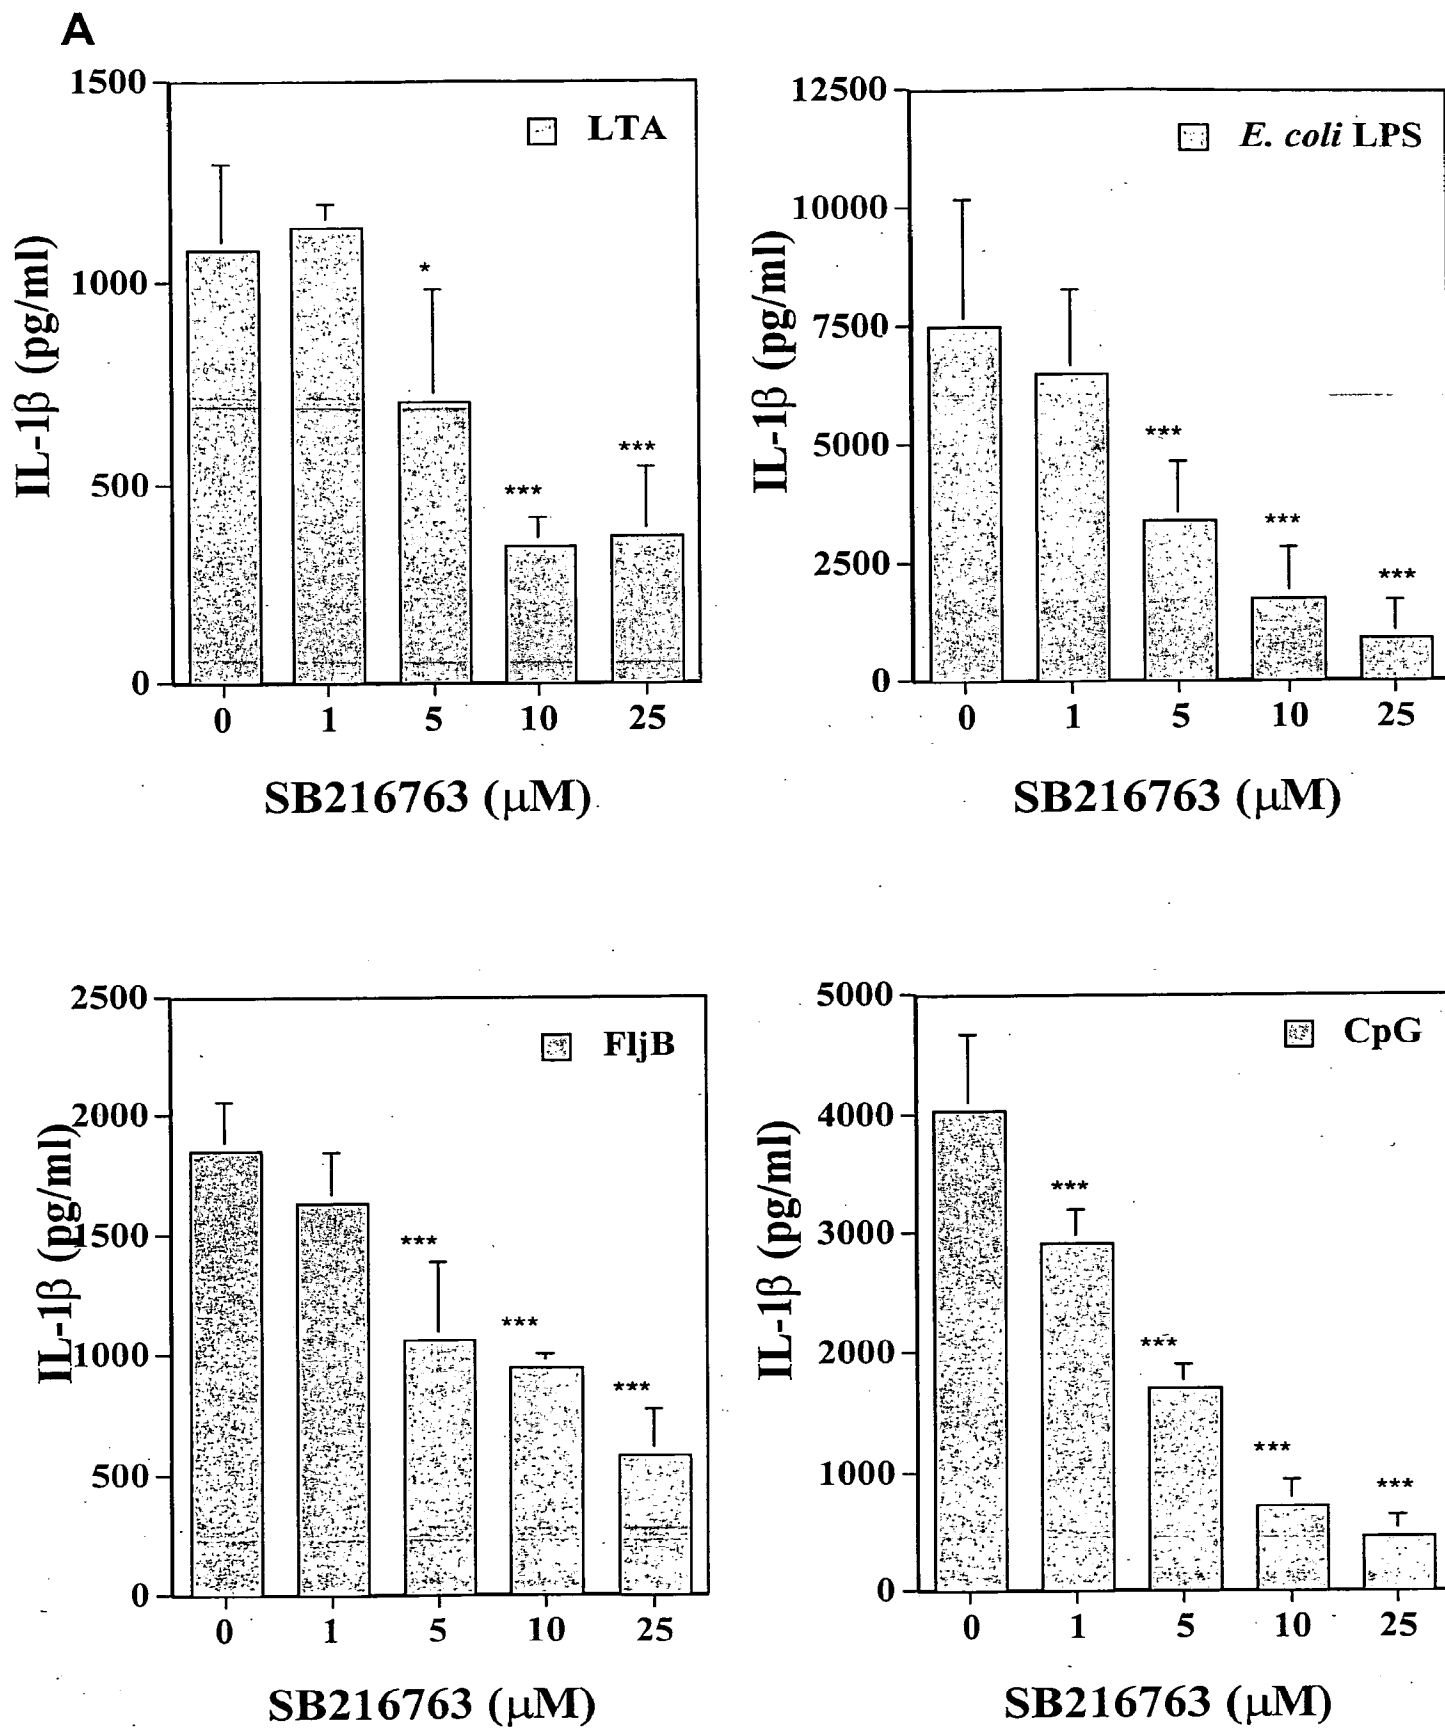 A
LTA
1500
1000
500
0
IL-1β (pg/ml)
*
***
***
0 1 5 10 25
SB216763 (μM)
E. coli LPS
12500
10000
7500
5000
2500
0
IL-1β (pg/ml)
***
***
***
0 1 5 10 25
SB216763 (μM)
FljB
2500
2000
1500
1000
500
0
IL-1β (pg/ml)
***
***
***
0 1 5 10 25
SB216763 (μM)
CpG
5000
4000
3000
2000
1000
0
IL-1β (pg/ml)
***
***
***
***
0 1 5 10 25
SB216763 (μM)